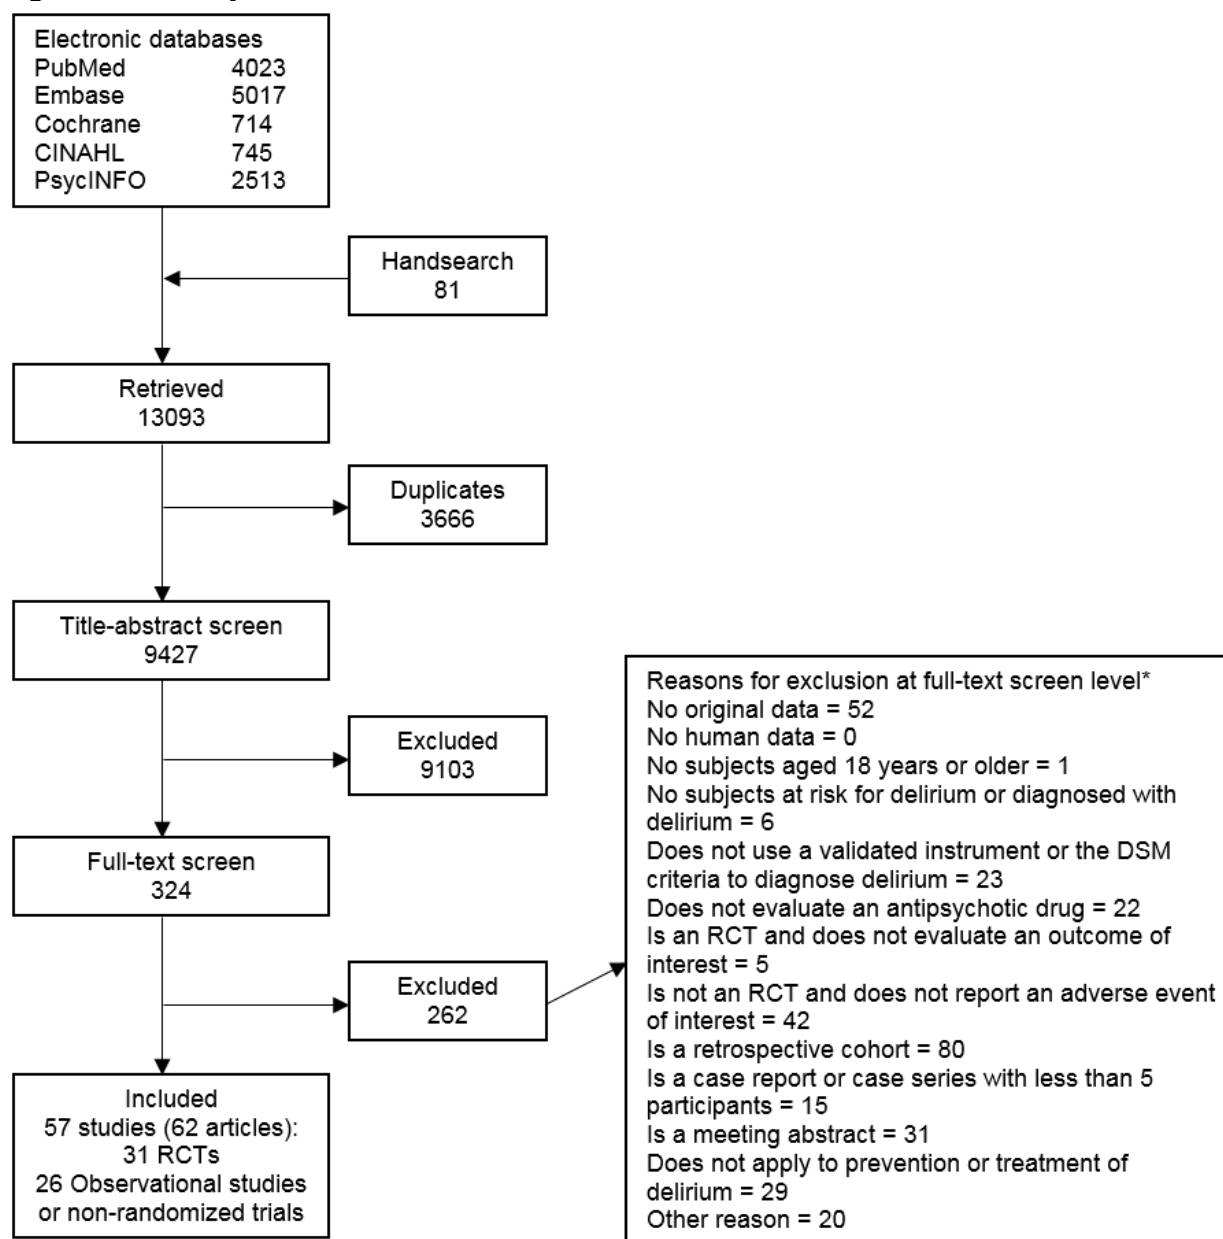 Electronic databases
PubMed 4023
Embase 5017
Cochrane 714
CINAHL 745
PsycINFO 2513
Handsearch
81
Retrieved
13093
Duplicates
3666
Title-abstract screen
9427
Excluded
9103
Full-text screen
324
Excluded
262
Reasons for exclusion at full-text screen level*
No original data = 52
No human data = 0
No subjects aged 18 years or older = 1
No subjects at risk for delirium or diagnosed with
delirium = 6
Does not use a validated instrument or the DSM
criteria to diagnose delirium = 23
Does not evaluate an antipsychotic drug = 22
Is an RCT and does not evaluate an outcome of
interest = 5
Is not an RCT and does not report an adverse event
of interest = 42
Is a retrospective cohort = 80
Is a case report or case series with less than 5
participants = 15
Is a meeting abstract = 31
Does not apply to prevention or treatment of
delirium = 29
Other reason = 20
Included
57 studies (62 articles):
31 RCTs
26 Observational studies
or non-randomized trials